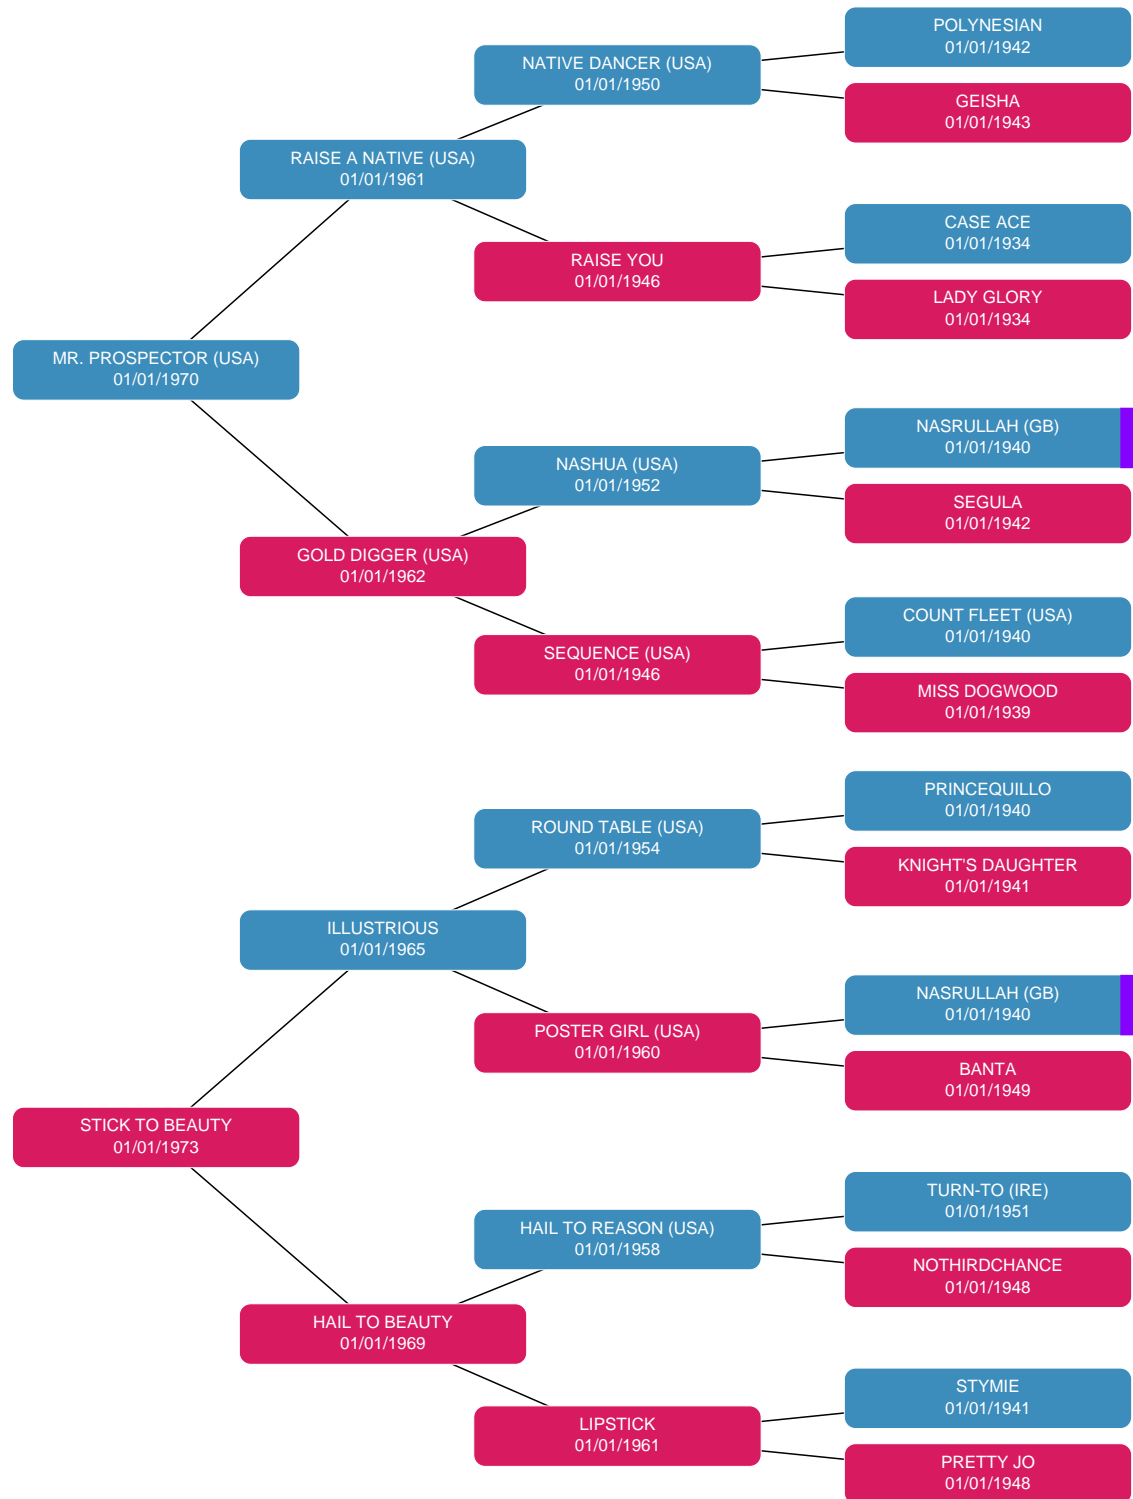 POLYNESIAN
01/01/1942
NATIVE DANCER (USA)
01/01/1950
GEISHA
01/01/1943
RAISE A NATIVE (USA)
01/01/1961
CASE ACE
01/01/1934
RAISE YOU
01/01/1946
LADY GLORY
01/01/1934
MR. PROSPECTOR (USA)
01/01/1970
NASRULLAH (GB)
01/01/1940
NASHUA (USA)
01/01/1952
SEGULA
01/01/1942
GOLD DIGGER (USA)
01/01/1962
COUNT FLEET (USA)
01/01/1940
SEQUENCE (USA)
01/01/1946
MISS DOGWOOD
01/01/1939
PRINCEQUILLO
01/01/1940
ROUND TABLE (USA)
01/01/1954
KNIGHT'S DAUGHTER
01/01/1941
ILLUSTRIOUS
01/01/1965
NASRULLAH (GB)
01/01/1940
POSTER GIRL (USA)
01/01/1960
BANTA
01/01/1949
STICK TO BEAUTY
01/01/1973
TURN-TO (IRE)
01/01/1951
HAIL TO REASON (USA)
01/01/1958
NOTHIRDCHANCE
01/01/1948
HAIL TO BEAUTY
01/01/1969
STYMIE
01/01/1941
LIPSTICK
01/01/1961
PRETTY JO
01/01/1948